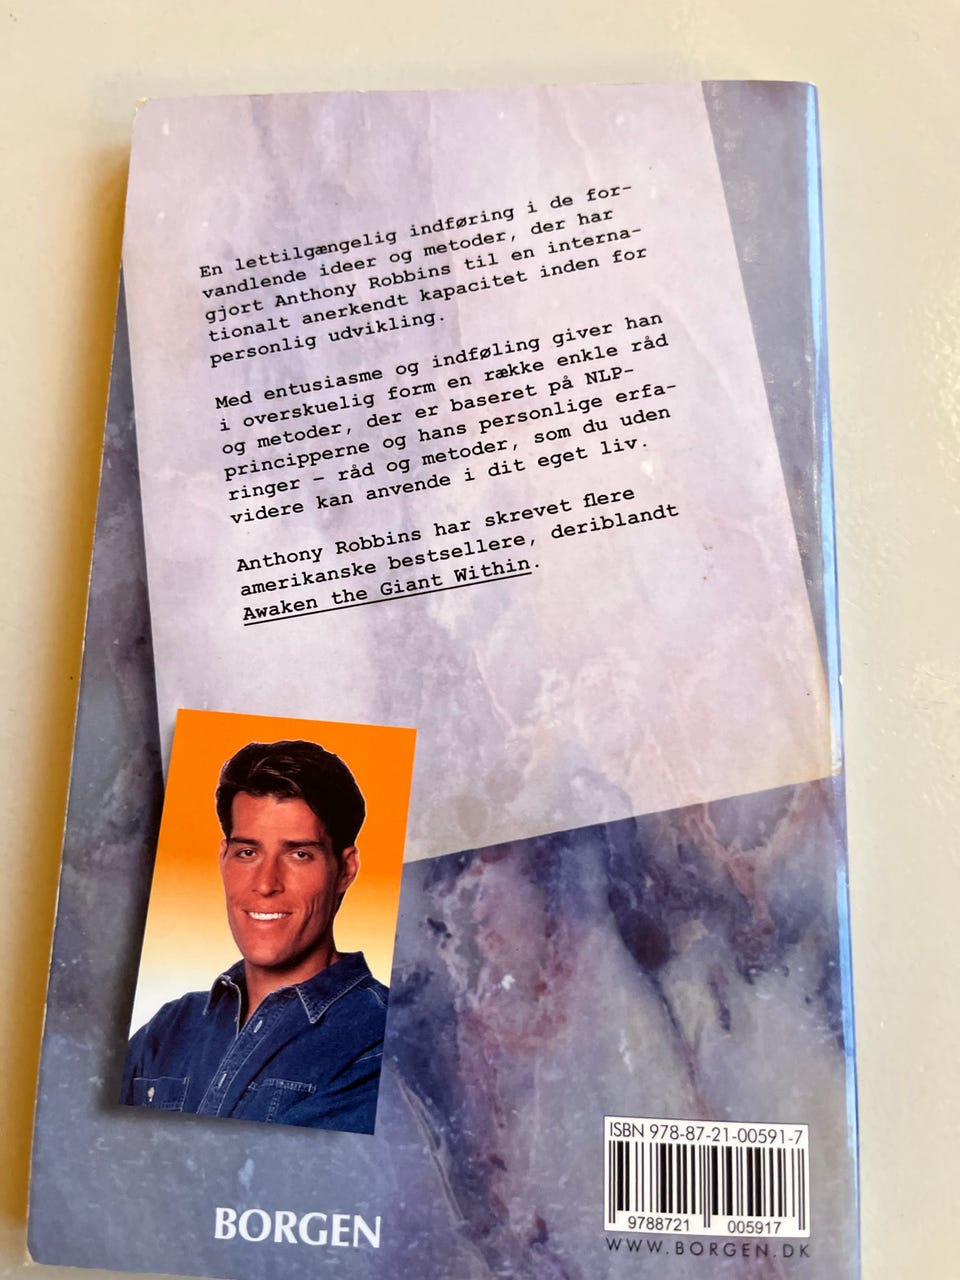 En lettilgængelig indføring i de for-
vandlende ideer og metoder, der har
gjort Anthony Robbins til en interna-
tionalt anerkendt kapacitet inden for
personlig udvikling.
Med entusiasme og indføling giver han
i overskuelig form en række enkle råd
og metoder, der er baseret på NLP-
principperne og hans personlige erfa-
ringer - råd og metoder, som du uden
videre kan anvende i dit eget liv.
Anthony Robbins har skrevet flere
amerikanske bestsellere, deriblandt
Awaken the Giant Within.
ISBN 978-87-21-00591-7
9788721 005917
BORGEN
WWW.BORGEN.DK